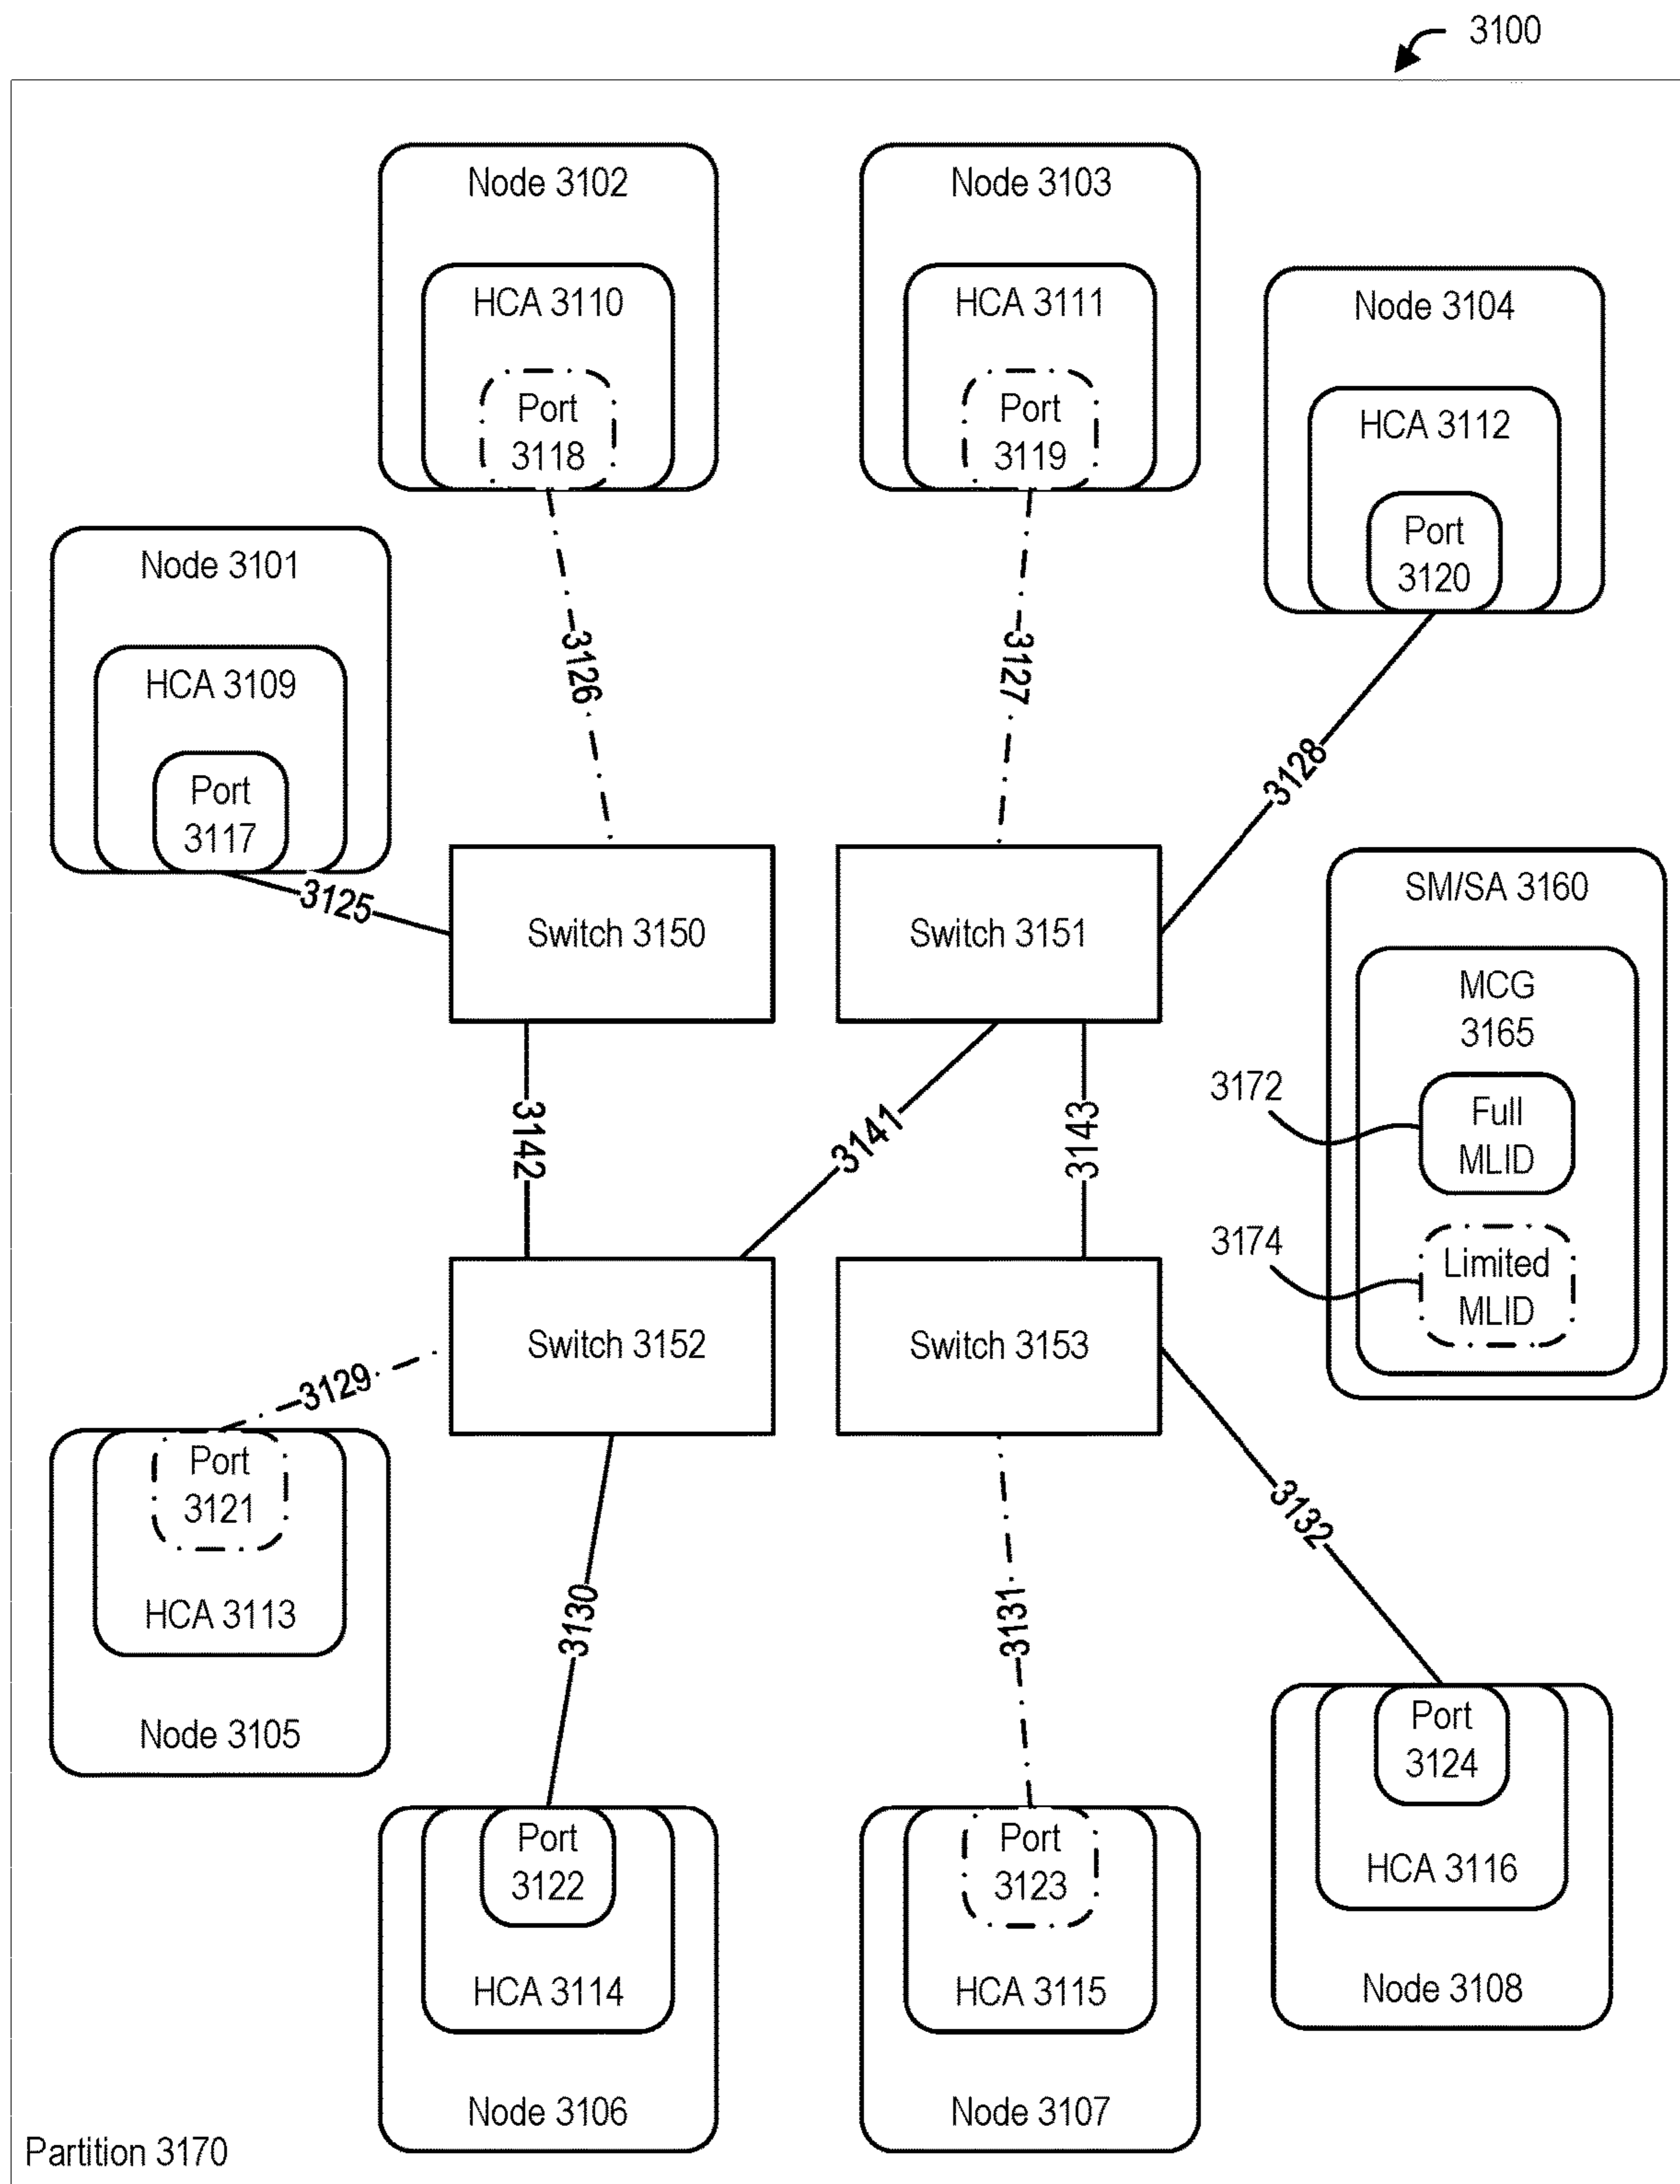 3100
Node 3102
HCA 3110
Port
3118
Node 3103
HCA 3111
Port
3119
Node 3104
HCA 3112
Port
3120
Node 3101
HCA 3109
Port
3117
3126
3127
3128
3125
Switch 3150
Switch 3151
SM/SA 3160
MCG
3165
3172
Full
MLID
3174
Limited
MLID
3142
3141
3143
Switch 3152
Switch 3153
3129
Port
3121
HCA 3113
Node 3105
3130
3131
3132
Port
3122
HCA 3114
Node 3106
Port
3123
HCA 3115
Node 3107
Port
3124
HCA 3116
Node 3108
Partition 3170